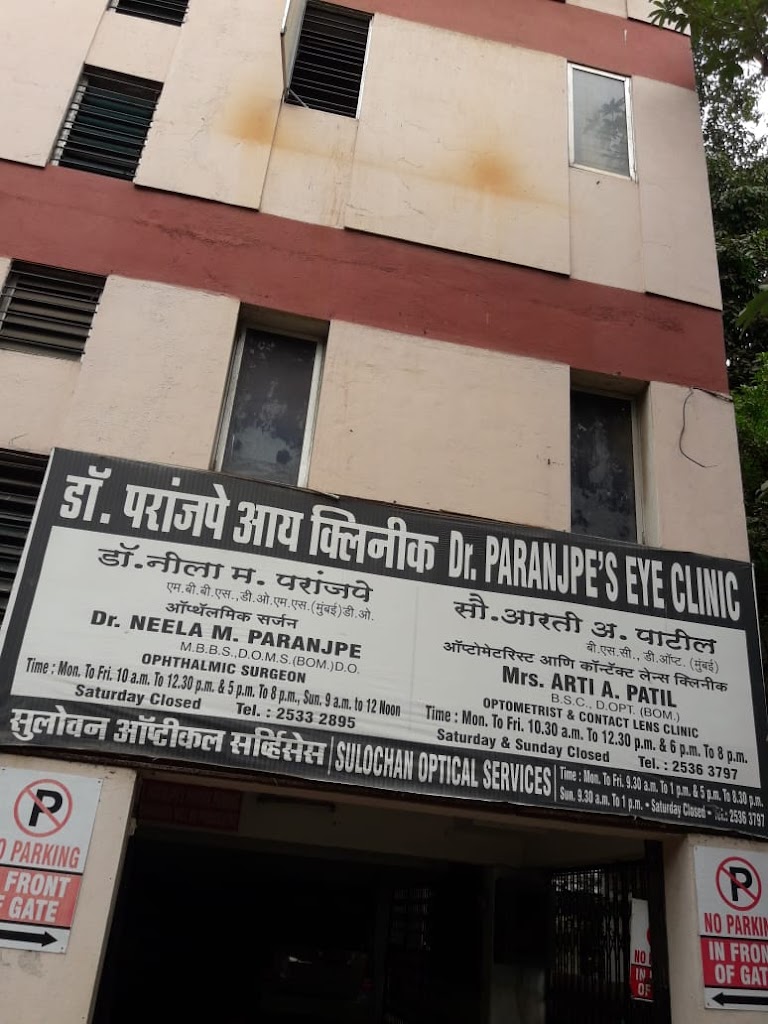 डॉ. परांजपे आय क्लिनीक Dr. PARANJPE'S EYE CLINIC
डॉ.नीला म. परांजपे
एम.बी.बी.एस.,डी.ओ.एम.एस.(मुंबई)डी.ओ.
ऑप्थॅलमिक सर्जन
Dr. NEELA M. PARANJPE
M.B.B.S.,D.O.M.S.(BOM.)D.O.
OPHTHALMIC SURGEON
Time : Mon. To Fri. 10 a.m. To 12.30 p.m. & 5 p.m. To 8 p.m., Sun. 9 a.m. to 12 Noon
Saturday Closed Tel. : 2533 2895
सौ.आरती अ. पाटील
बी.एस.सी., डी.ऑप्ट. (मुंबई)
ऑप्टोमेटरिस्ट आणि कॉन्टॅक्ट लेन्स क्लिनीक
Mrs. ARTI A. PATIL
B.S.C., D.OPT. (BOM.)
OPTOMETRIST & CONTACT LENS CLINIC
Time : Mon. To Fri. 10.30 a.m. To 12.30 p.m. & 6 p.m. To 8 p.m.
Saturday & Sunday Closed Tel. : 2536 3797
सुलोचन ऑप्टीकल सर्व्हिसेस | SULOCHAN OPTICAL SERVICES
Time : Mon. To Fri. 9.30 a.m. To 1 p.m. & 5 p.m. To 8.30 p.m.
Sun. 9.30 a.m. To 1 p.m. • Saturday Closed • Tel.: 2536 3797
P
O PARKING
FRONT
F GATE
P
NO PARKIN
IN FRON
OF GAT
NO
IN
OF